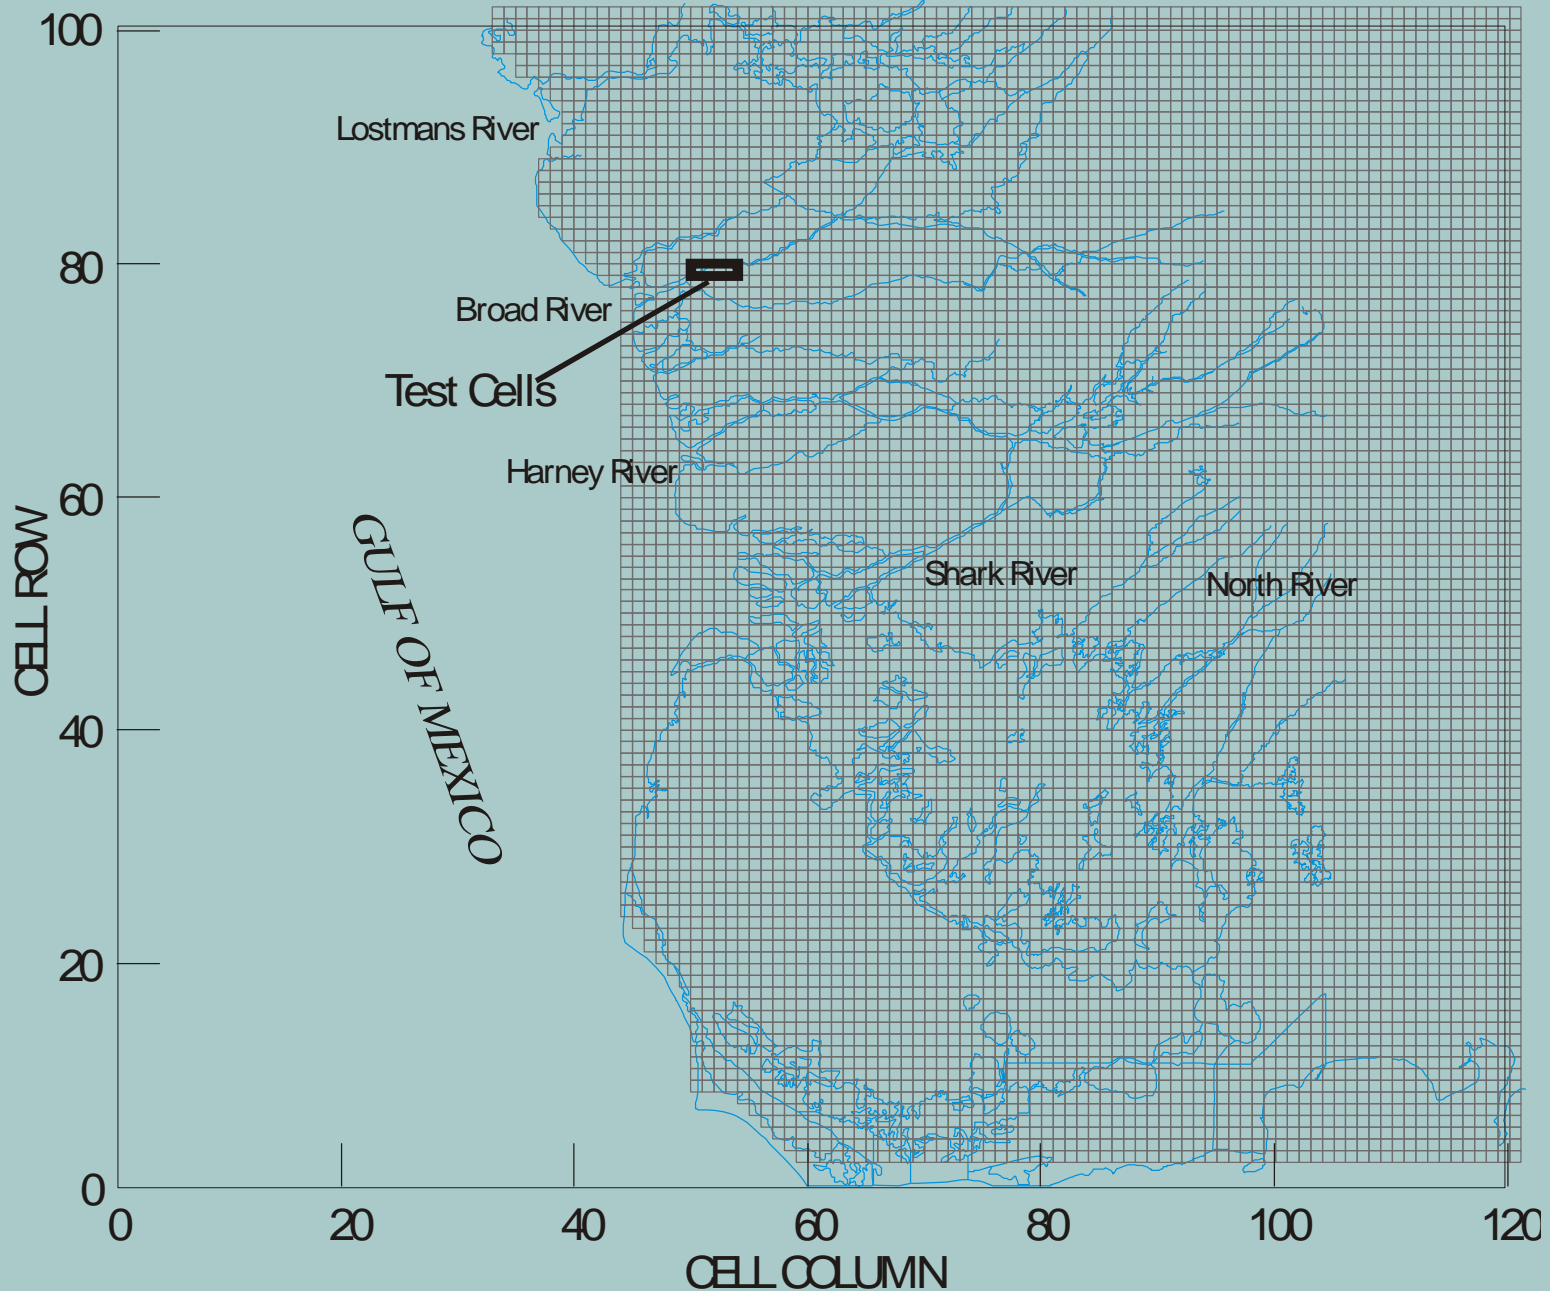 100
Lostmans River
80
Broad River
Test Cells
Harney River
60
CELL ROW
GULF OF MEXICO
Shark River
North River
40
20
0
0 20 40 60 80 100 120
CELL COLUMN